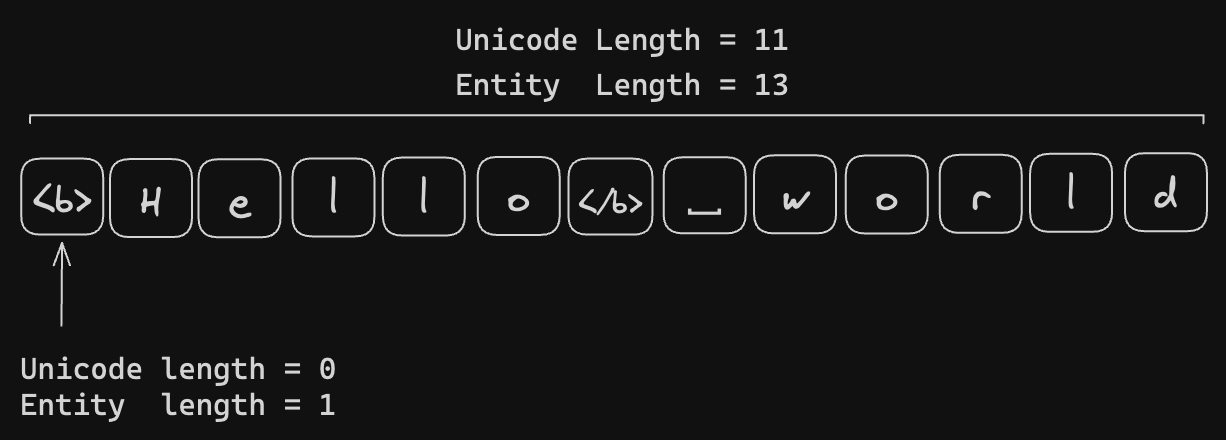 Unicode Length = 11
Entity  Length = 13
<b> H e l l o </b> ⎵ w o r l d
Unicode length = 0
Entity  length = 1